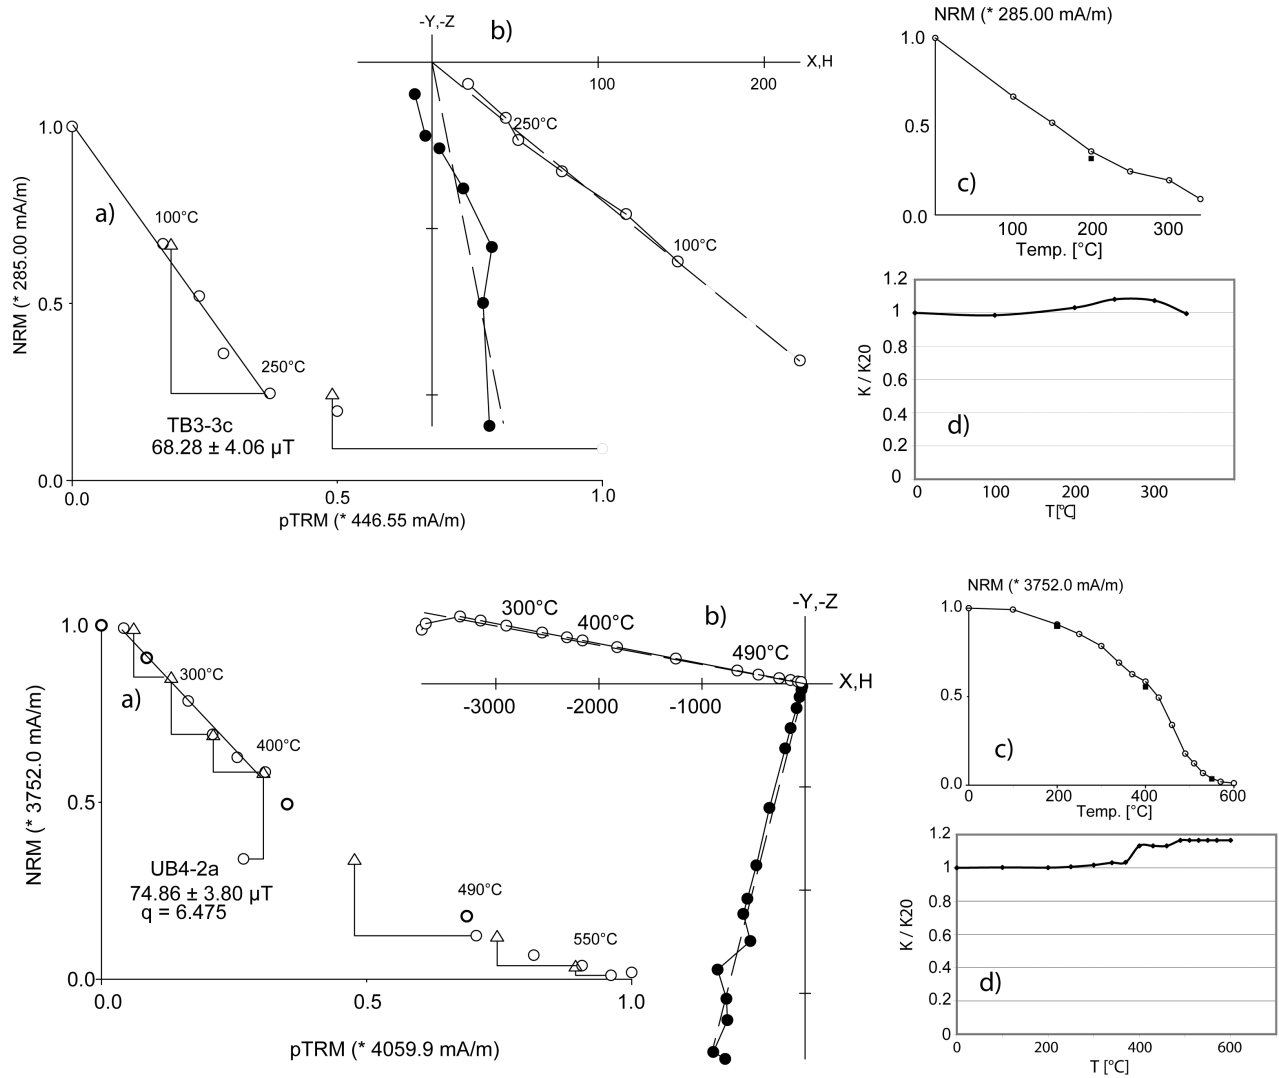 -Y,-Z
b)
X,H
100
200
250°C
100°C
1.0
a)
100°C
NRM (* 285.00 mA/m)
0.5
250°C
TB3-3c
68.28 ± 4.06 µT
0.0
0.0
0.5
1.0
pTRM (* 446.55 mA/m)
NRM (* 285.00 mA/m)
1.0
0.5
c)
0.0
100
200
300
Temp. [°C]
1.2
1
0.8
K / K20
0.6
0.4
d)
0.2
0
0
100
200
300
T [°C]
1.0
300°C
a)
NRM (* 3752.0 mA/m)
400°C
0.5
UB4-2a
74.86 ± 3.80 µT
q = 6.475
490°C
550°C
0.0
0.0
0.5
1.0
pTRM (* 4059.9 mA/m)
-Y,-Z
b)
300°C
400°C
490°C
X,H
-3000
-2000
-1000
NRM (* 3752.0 mA/m)
1.0
0.5
c)
0.0
0
200
400
600
Temp. [°C]
1.2
1
0.8
K / K20
0.6
0.4
d)
0.2
0
0
200
400
600
T [°C]